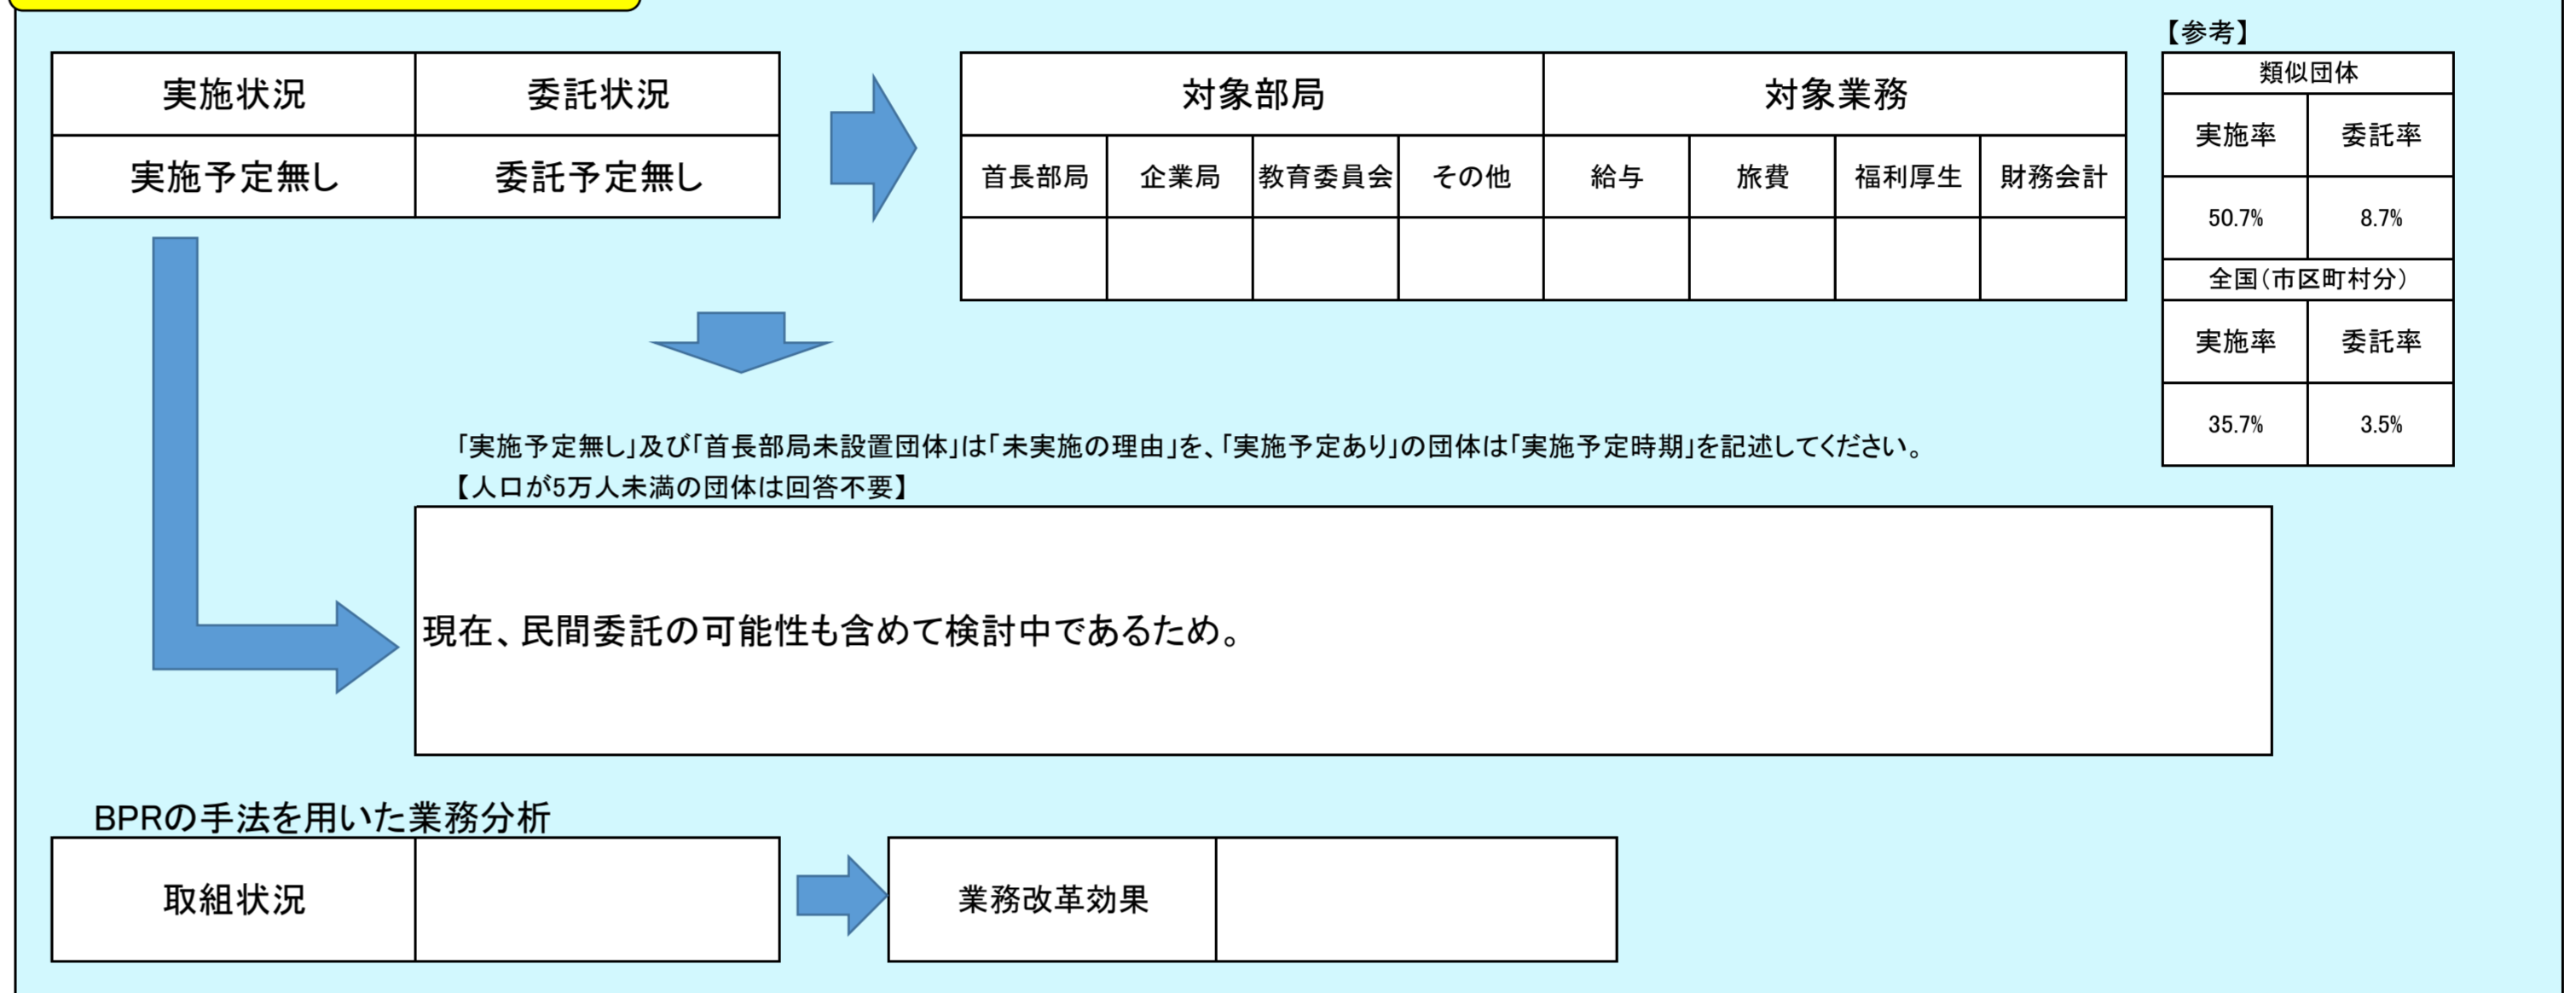 【参考】
実施状況 委託状況
実施予定無し 委託予定無し
対象部局 対象業務
首長部局 企業局 教育委員会 その他 給与 旅費 福利厚生 財務会計
類似団体
実施率 委託率
50.7% 8.7%
全国（市区町村分）
実施率 委託率
35.7% 3.5%
「実施予定無し」及び「首長部局未設置団体」は「未実施の理由」を、「実施予定あり」の団体は「実施予定時期」を記述してください。
【人口が5万人未満の団体は回答不要】
現在、民間委託の可能性も含めて検討中であるため。
BPRの手法を用いた業務分析
取組状況
業務改革効果